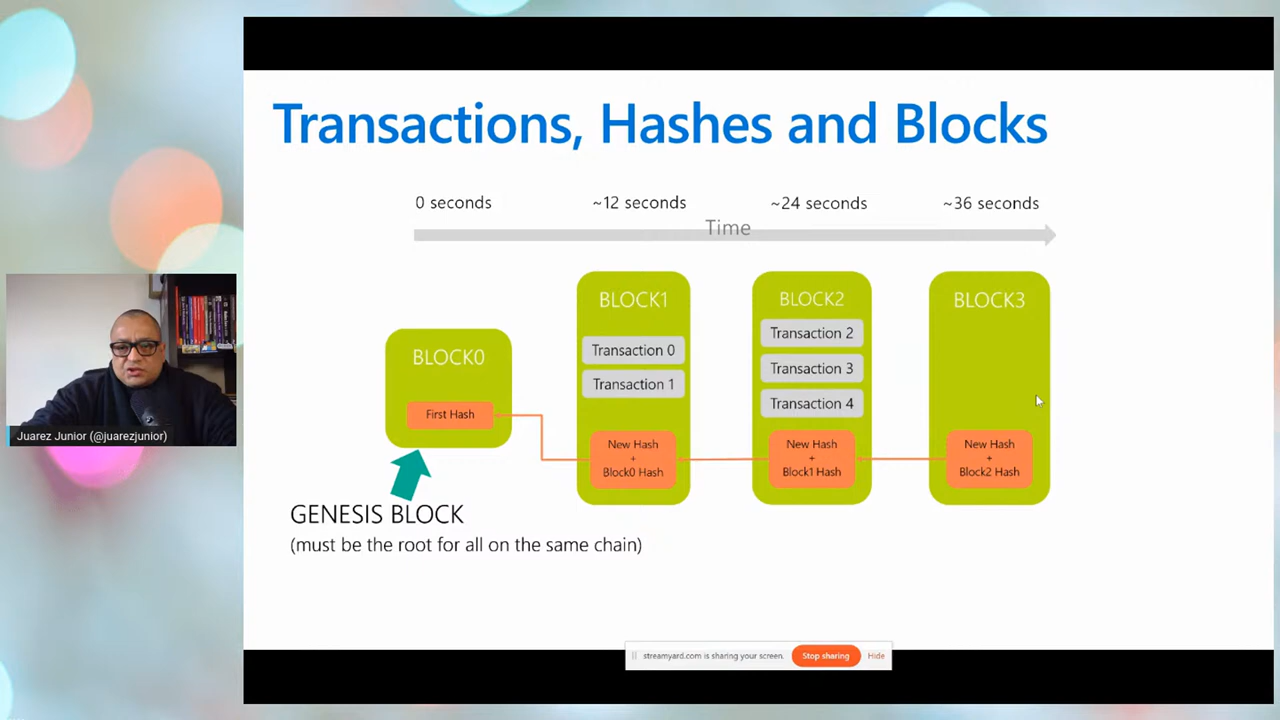 Transactions, Hashes and Blocks
0 seconds
~12 seconds
~24 seconds
~36 seconds
Time
BLOCK0
First Hash
BLOCK1
Transaction 0
Transaction 1
New Hash
+
Block0 Hash
BLOCK2
Transaction 2
Transaction 3
Transaction 4
New Hash
+
Block1 Hash
BLOCK3
New Hash
+
Block2 Hash
GENESIS BLOCK
(must be the root for all on the same chain)
Juarez Junior (@juarezjunior)
streamyard.com is sharing your screen.
Stop sharing
Hide